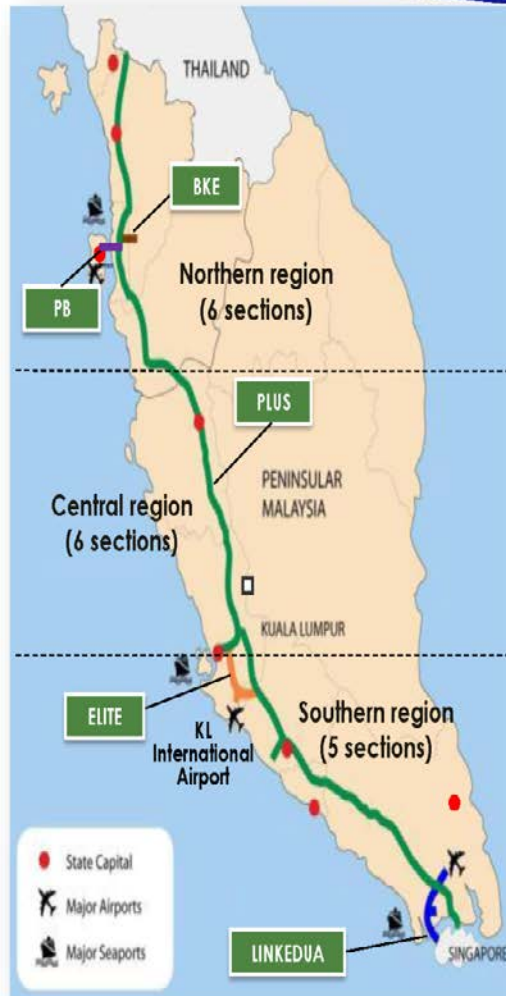 THAILAND
BKE
Northern region
(6 sections)
PB
PLUS
PENINSULAR
MALAYSIA
Central region
(6 sections)
KUALA LUMPUR
ELITE
KL
International
Airport
Southern region
(5 sections)
State Capital
Major Airports
Major Seaports
LINKEDUA
SINGAPORE